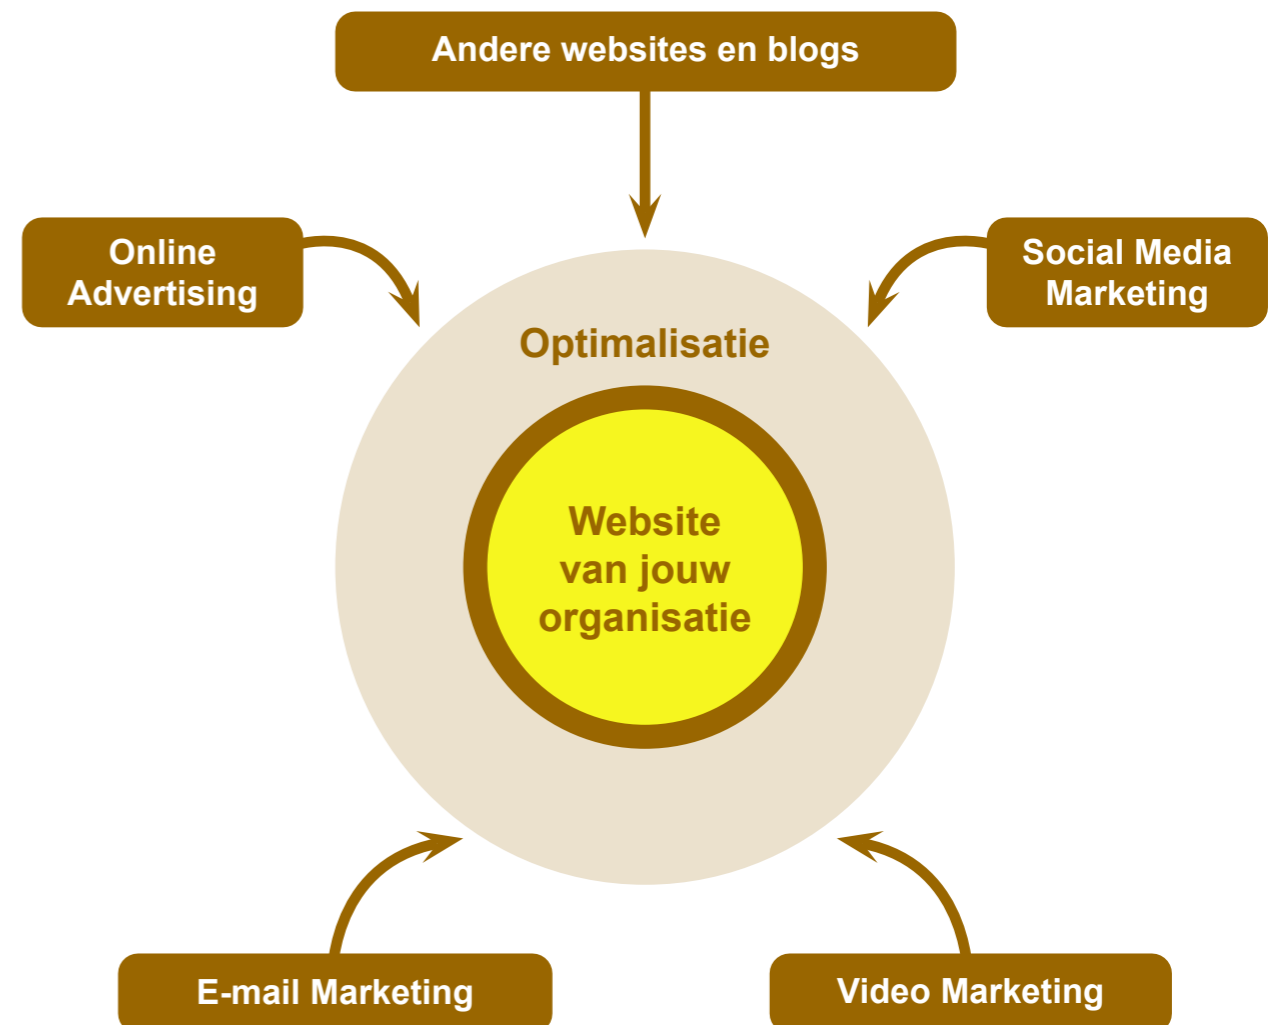 Andere websites en blogs
Online
Advertising
Social Media
Marketing
Optimalisatie
Website
van jouw
organisatie
E-mail Marketing
Video Marketing